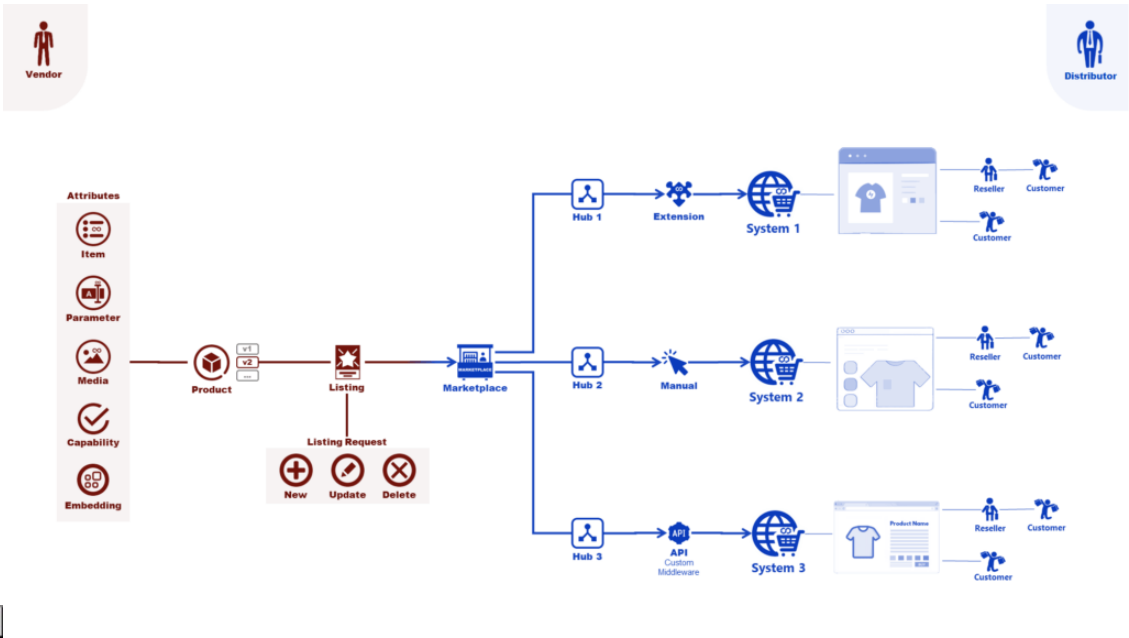 Vendor
Distributor
Attributes
Item
Parameter
Media
Capability
Embedding
Product
v1
v2
...
Listing
Listing Request
New
Update
Delete
MARKETPLACE
Marketplace
Hub 1
Extension
System 1
Reseller
Customer
Customer
Hub 2
Manual
System 2
Reseller
Customer
Customer
Hub 3
API
API
Custom
Middleware
System 3
Product Name
Reseller
Customer
Customer